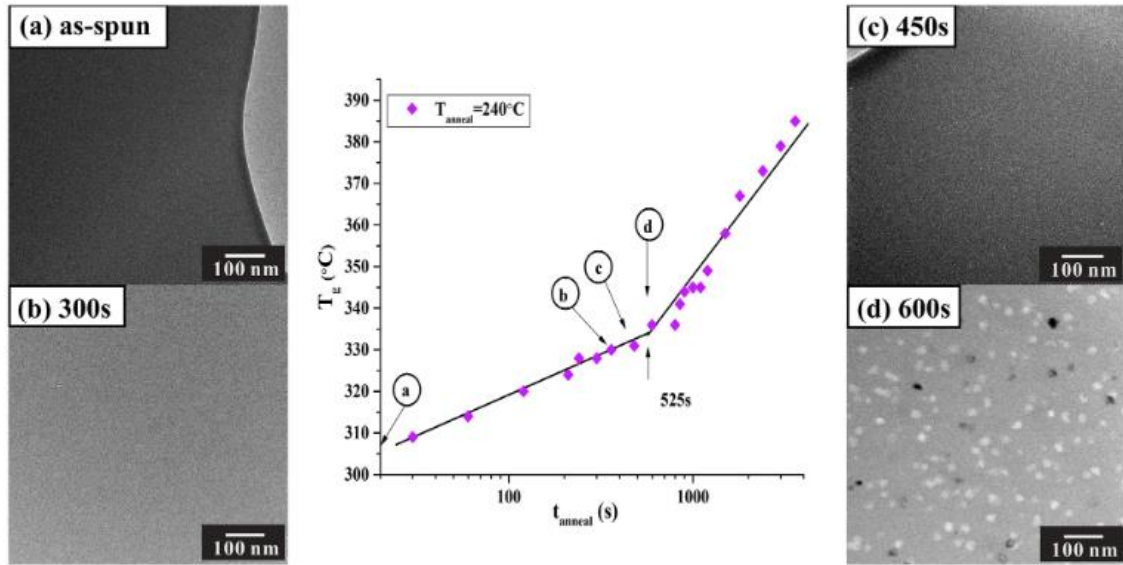 (a) as-spun
100 nm
(b) 300s
100 nm
T_anneal=240°C
390
380
370
360
350
340
330
320
310
300
T_g (°C)
a
b
c
d
525s
100
1000
t_anneal (s)
(c) 450s
100 nm
(d) 600s
100 nm